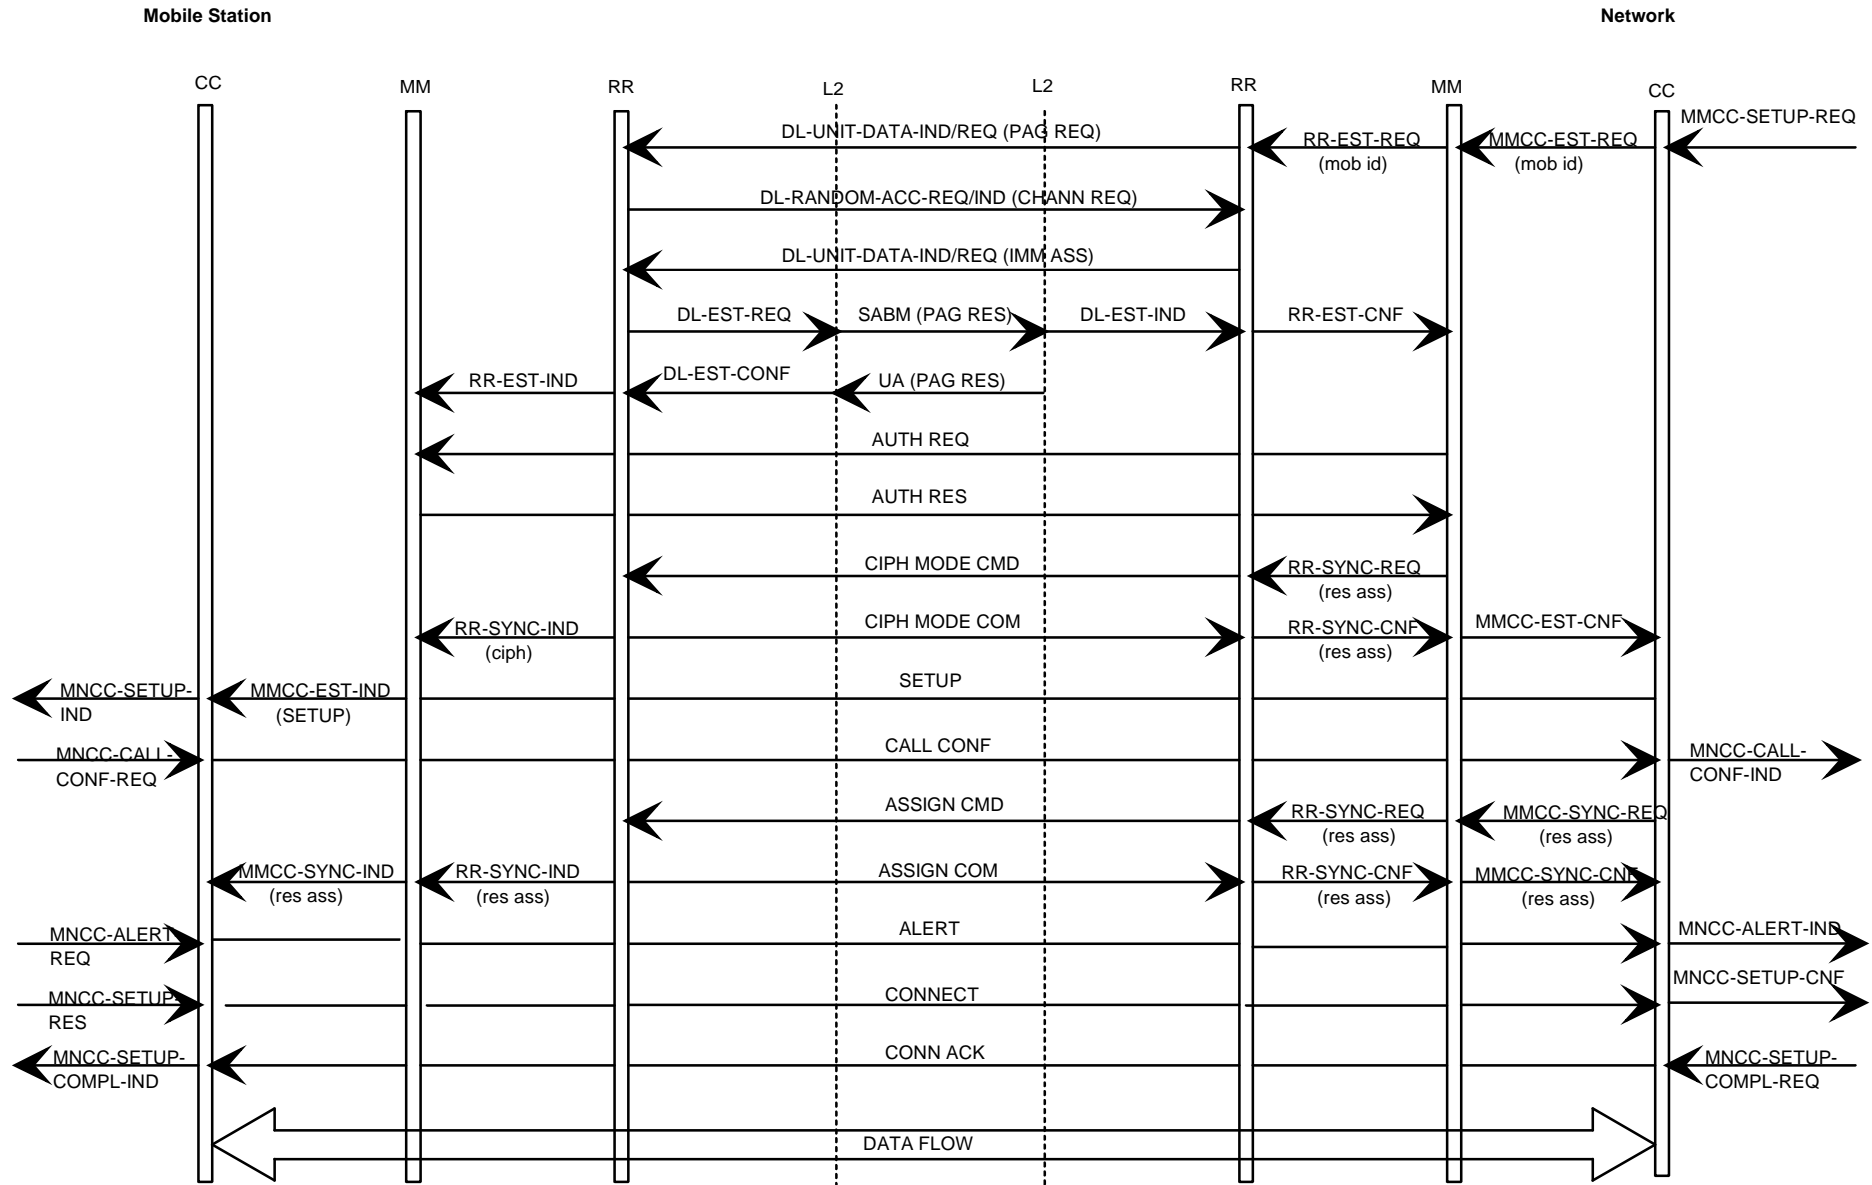 Mobile Station
Network
CC
MM
RR
L2
L2
RR
MM
CC
MMCC-SETUP-REQ
DL-UNIT-DATA-IND/REQ (PAG REQ)
RR-EST-REQ
(mob id)
MMCC-EST-REQ
(mob id)
DL-RANDOM-ACC-REQ/IND (CHANN REQ)
DL-UNIT-DATA-IND/REQ (IMM ASS)
DL-EST-REQ
SABM (PAG RES)
DL-EST-IND
RR-EST-CNF
RR-EST-IND
DL-EST-CONF
UA (PAG RES)
AUTH REQ
AUTH RES
CIPH MODE CMD
RR-SYNC-REQ
(res ass)
RR-SYNC-IND
(ciph)
CIPH MODE COM
RR-SYNC-CNF
(res ass)
MMCC-EST-CNF
MNCC-SETUP-
IND
MMCC-EST-IND
(SETUP)
SETUP
MNCC-CALL-
CONF-REQ
CALL CONF
MNCC-CALL-
CONF-IND
ASSIGN CMD
RR-SYNC-REQ
(res ass)
MMCC-SYNC-REQ
(res ass)
MMCC-SYNC-IND
(res ass)
RR-SYNC-IND
(res ass)
ASSIGN COM
RR-SYNC-CNF
(res ass)
MMCC-SYNC-CNF
(res ass)
MNCC-ALERT-
REQ
ALERT
MNCC-ALERT-IND
MNCC-SETUP-
RES
CONNECT
MNCC-SETUP-CNF
MNCC-SETUP-
COMPL-IND
CONN ACK
MNCC-SETUP-
COMPL-REQ
DATA FLOW